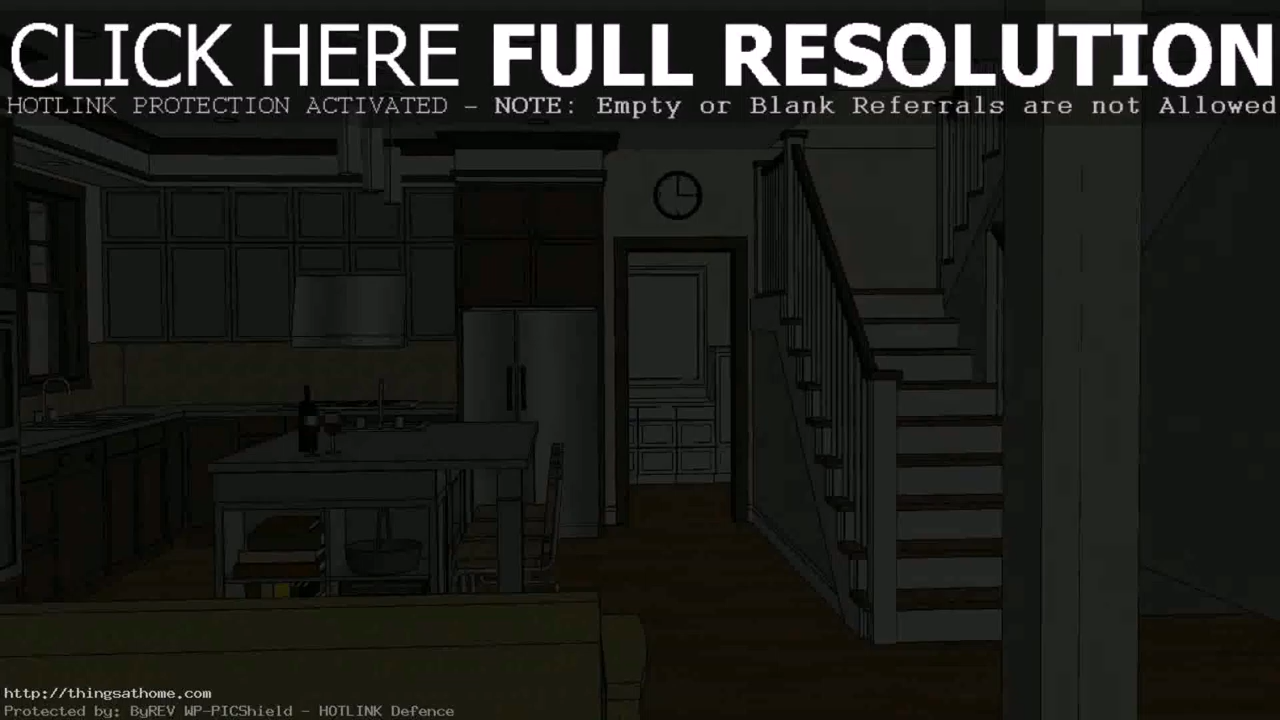 CLICK HERE FULL RESOLUTION
HOTLINK PROTECTION ACTIVATED - NOTE: Empty or Blank Referrals are not Allowed
http://thingsathome.com
Protected by: ByREV WP-PICShield - HOTLINK Defence